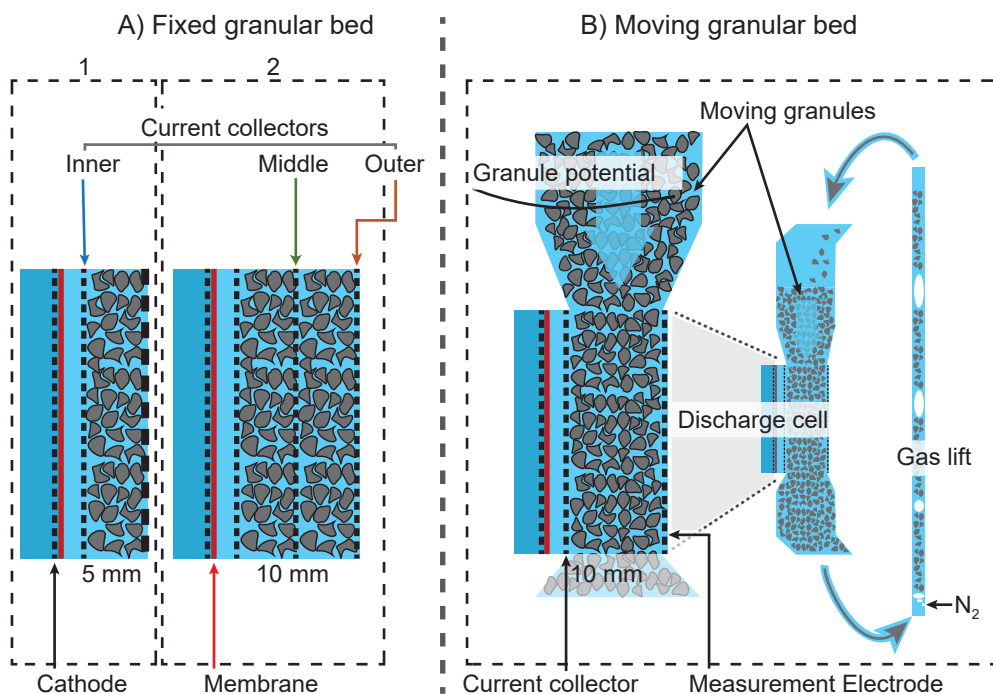 A) Fixed granular bed
1
2
Current collectors
Inner
Middle
Outer
5 mm
10 mm
Cathode
Membrane
B) Moving granular bed
Moving granules
Granule potential
Discharge cell
Gas lift
10 mm
N2
Current collector
Measurement Electrode